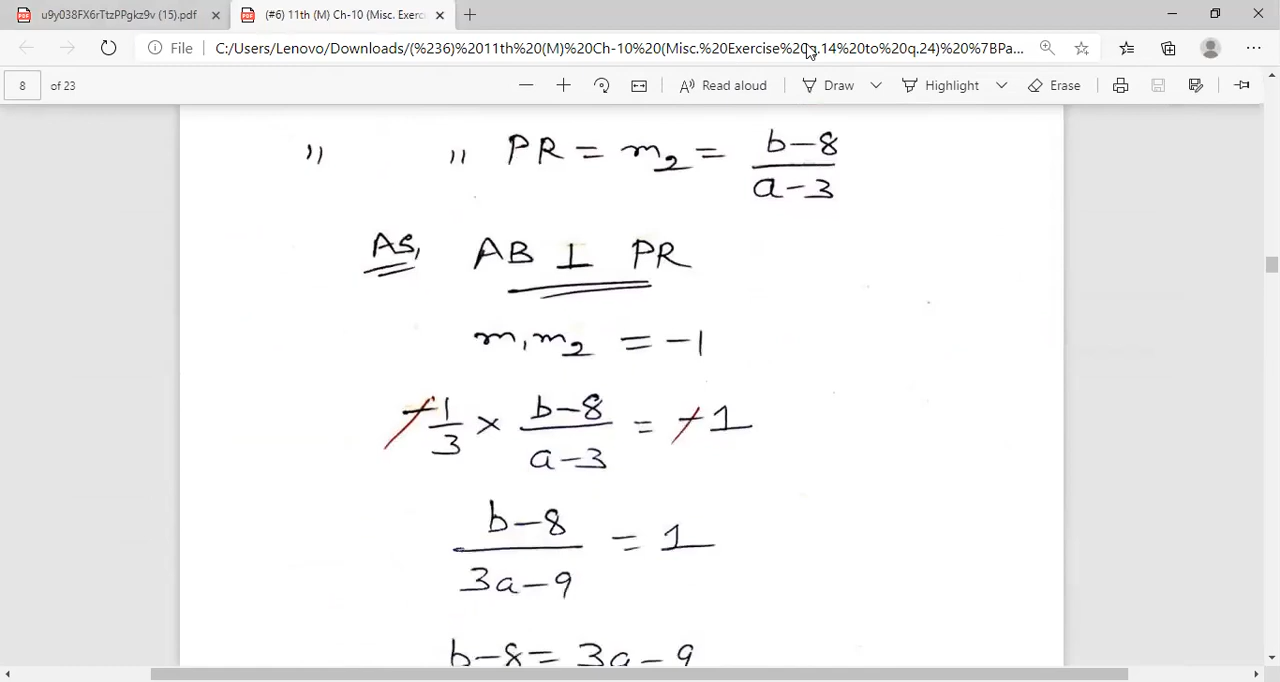 u9y038FX6rTtzPPgkz9v (15).pdf
(#6) 11th (M) Ch-10 (Misc. Exerc
File
C:/Users/Lenovo/Downloads/(%236)%2011th%20(M)%20Ch-10%20(Misc.%20Exercise%20q.14%20to%20q.24)%20%7BPa...
8 of 23
Read aloud
Draw
Highlight
Erase
〃 〃 PR = m₂ = (b-8)/(a-3)
As, AB ⊥ PR
m₁m₂ = -1
-1/3 × (b-8)/(a-3) = -1
(b-8)/(3a-9) = 1
b-8 = 3a-9